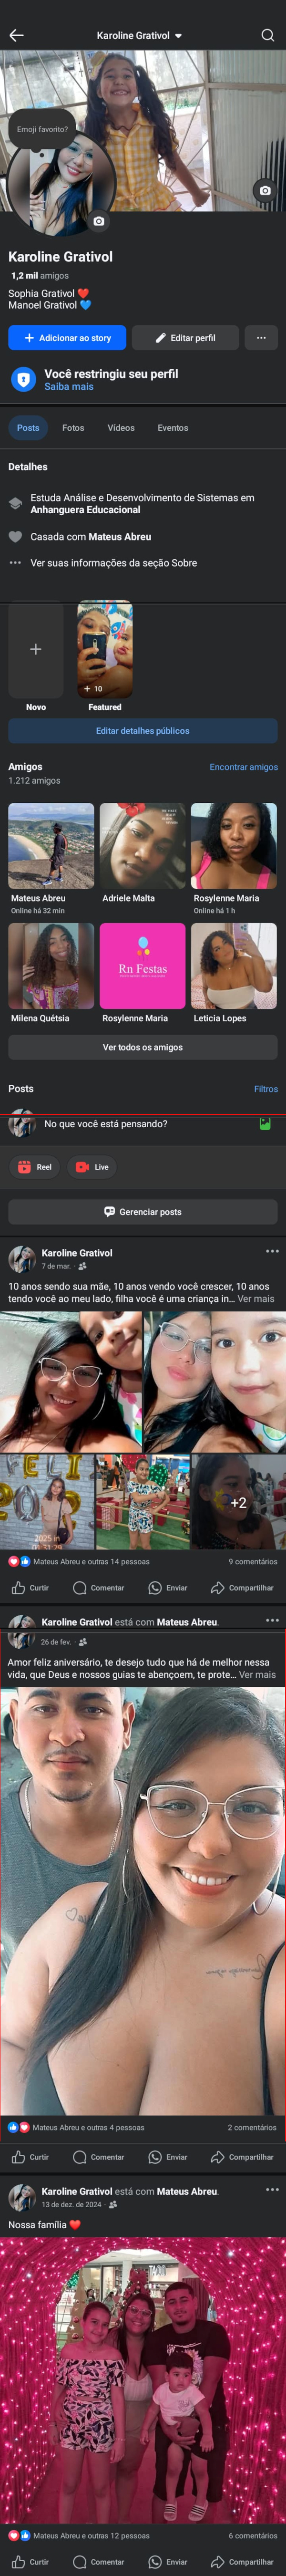 Karoline Grativol
Emoji favorito?
Karoline Grativol
1,2 mil amigos
Sophia Grativol ❤️
Manoel Grativol 💙
+ Adicionar ao story
Editar perfil
Você restringiu seu perfil
Saiba mais
Posts
Fotos
Vídeos
Eventos
Detalhes
Estuda Análise e Desenvolvimento de Sistemas em
Anhanguera Educacional
Casada com Mateus Abreu
Ver suas informações da seção Sobre
+ 10
Novo
Featured
Editar detalhes públicos
Amigos
Encontrar amigos
1.212 amigos
Mateus Abreu
Adriele Malta
Rosylenne Maria
Online há 32 min
Online há 1 h
Rn Festas
Milena Quétsia
Rosylenne Maria
Leticia Lopes
Ver todos os amigos
Posts
Filtros
No que você está pensando?
Reel
Live
Gerenciar posts
Karoline Grativol
7 de mar. ·
10 anos sendo sua mãe, 10 anos vendo você crescer, 10 anos
tendo você ao meu lado, filha você é uma criança in... Ver mais
FELI
2025 in
+2
Mateus Abreu e outras 14 pessoas
9 comentários
Curtir
Comentar
Enviar
Compartilhar
Karoline Grativol está com Mateus Abreu.
26 de fev. ·
Amor feliz aniversário, te desejo tudo que há de melhor nessa
vida, que Deus e nossos guias te abençoem, te prote... Ver mais
Mateus Abreu e outras 4 pessoas
2 comentários
Curtir
Comentar
Enviar
Compartilhar
Karoline Grativol está com Mateus Abreu.
13 de dez. de 2024 ·
Nossa família ❤️
Mateus Abreu e outras 12 pessoas
6 comentários
Curtir
Comentar
Enviar
Compartilhar